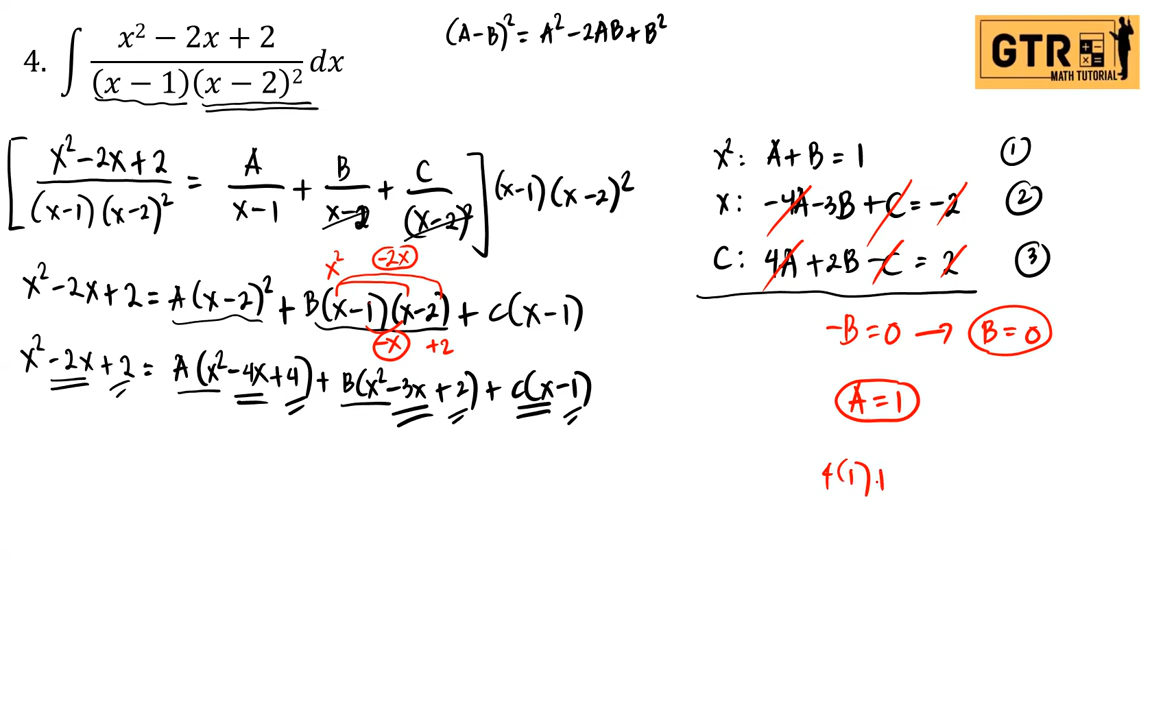 4. ∫ (x² − 2x + 2) / ((x − 1)(x − 2)²) dx
(A-B)² = A² - 2AB + B²
GTR
MATH TUTORIAL
[ (x² - 2x + 2) / ((x-1)(x-2)²) = A/(x-1) + B/(x-2) + C/(x-2)² ] (x-1)(x-2)²
x² -2x
x² - 2x + 2 = A(x-2)² + B(x-1)(x-2) + C(x-1)
-x +2
x² - 2x + 2 = A(x² - 4x + 4) + B(x² - 3x + 2) + C(x-1)
x²: A + B = 1 ①
x: -4A - 3B + C = -2 ②
C: 4A + 2B - C = 2 ③
-B = 0 → B = 0
A = 1
4(1)